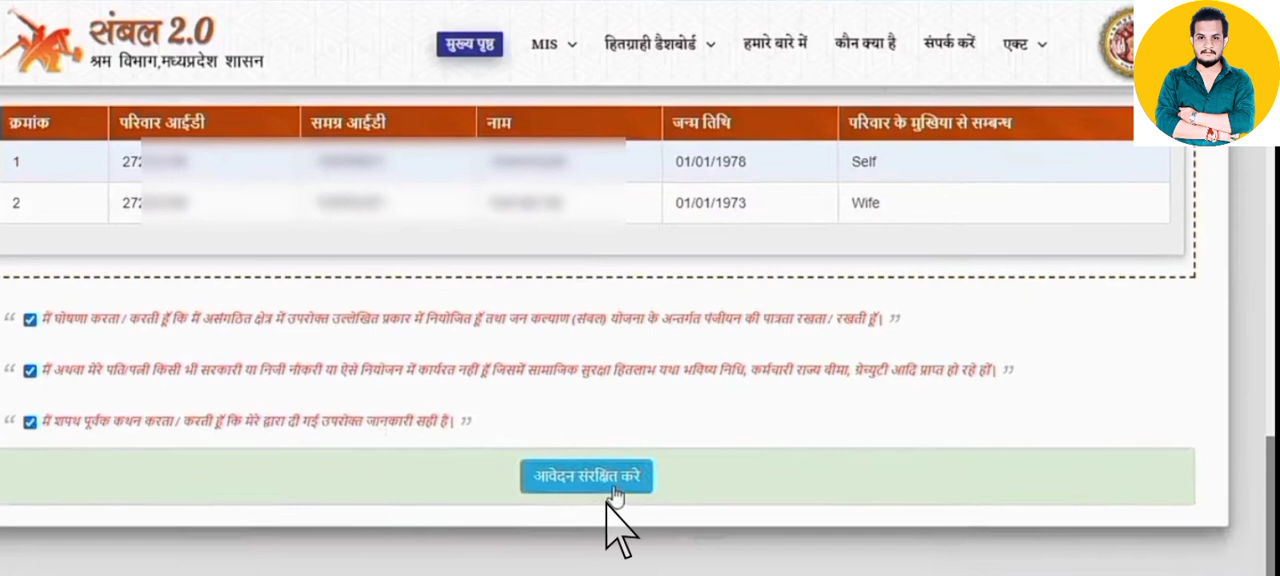 संबल 2.0
श्रम विभाग,मध्यप्रदेश शासन
मुख्य पृष्ठ MIS हितग्राही डैशबोर्ड हमारे बारे में कौन क्या है संपर्क करें एक्ट
क्रमांक परिवार आईडी समग्र आईडी नाम जन्म तिथि परिवार के मुखिया से सम्बन्ध
1 272 01/01/1978 Self
2 272 01/01/1973 Wife
“ मैं घोषणा करता / करती हूँ कि मैं असंगठित क्षेत्र में उपरोक्त उल्लेखित प्रकार में नियोजित हूँ तथा जन कल्याण (संबल) योजना के अन्तर्गत पंजीयन की पात्रता रखता / रखती हूँ| ”
“ मैं अथवा मेरे पति/पत्नी किसी भी सरकारी या निजी नौकरी या ऐसे नियोजन में कार्यरत नहीं हूँ जिसमें सामाजिक सुरक्षा हितलाभ यथा भविष्य निधि, कर्मचारी राज्य बीमा, ग्रेच्युटी आदि प्राप्त हो रहे हों| ”
“ मैं शपथ पूर्वक कथन करता / करती हूँ कि मेरे द्वारा दी गई उपरोक्त जानकारी सही है| ”
आवेदन संरक्षित करे